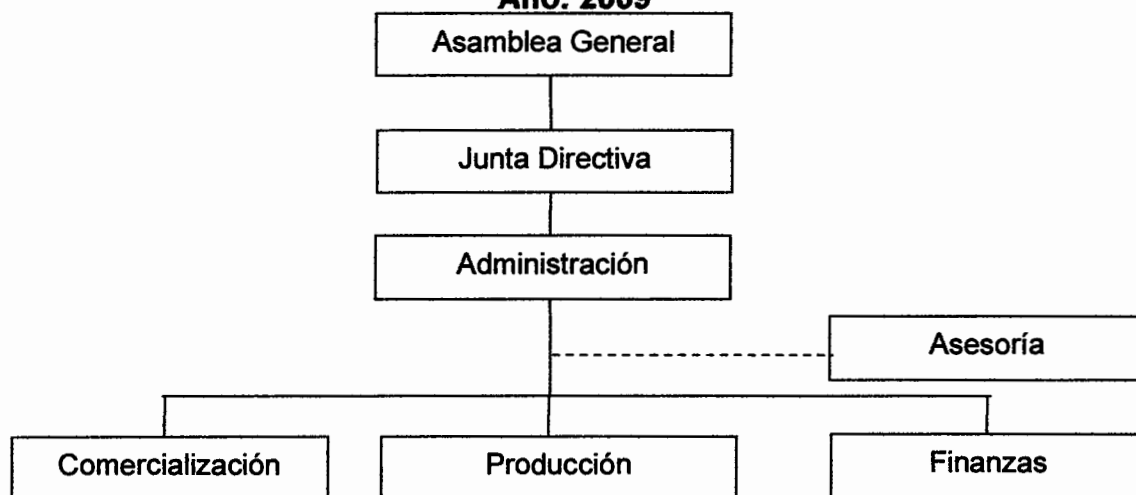 Año: 2009
Asamblea General
Junta Directiva
Administración
Asesoría
Comercialización
Producción
Finanzas